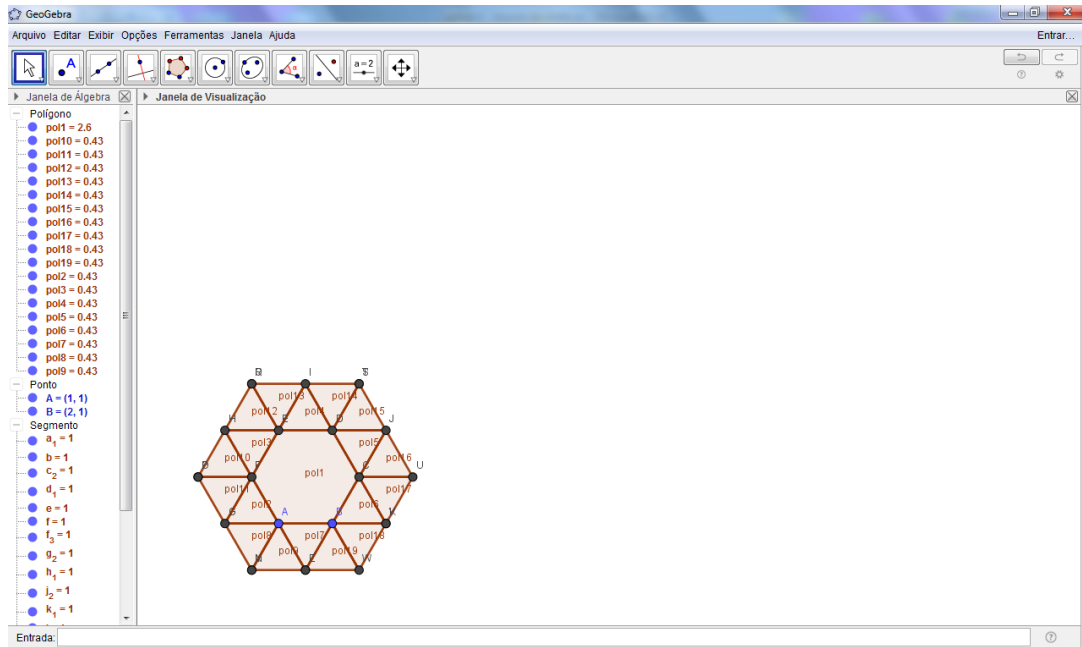 GeoGebra
Arquivo Editar Exibir Opções Ferramentas Janela Ajuda Entrar...
A a=2
Janela de Álgebra
Janela de Visualização
Polígono
pol1 = 2.6
pol10 = 0.43
pol11 = 0.43
pol12 = 0.43
pol13 = 0.43
pol14 = 0.43
pol15 = 0.43
pol16 = 0.43
pol17 = 0.43
pol18 = 0.43
pol19 = 0.43
pol2 = 0.43
pol3 = 0.43
pol4 = 0.43
pol5 = 0.43
pol6 = 0.43
pol7 = 0.43
pol8 = 0.43
pol9 = 0.43
Ponto
A = (1, 1)
B = (2, 1)
Segmento
a₁ = 1
b = 1
c₂ = 1
d₁ = 1
e = 1
f = 1
f₃ = 1
g₂ = 1
h₁ = 1
j₂ = 1
k₁ = 1
I
pol13 pol14
pol12 pol4 pol15
H E D J
pol3 pol5
pol10 pol16
F C U
pol1
pol11 pol17
pol2 pol6
G A B
pol8 pol7 pol18
pol9 pol19
W
Entrada: